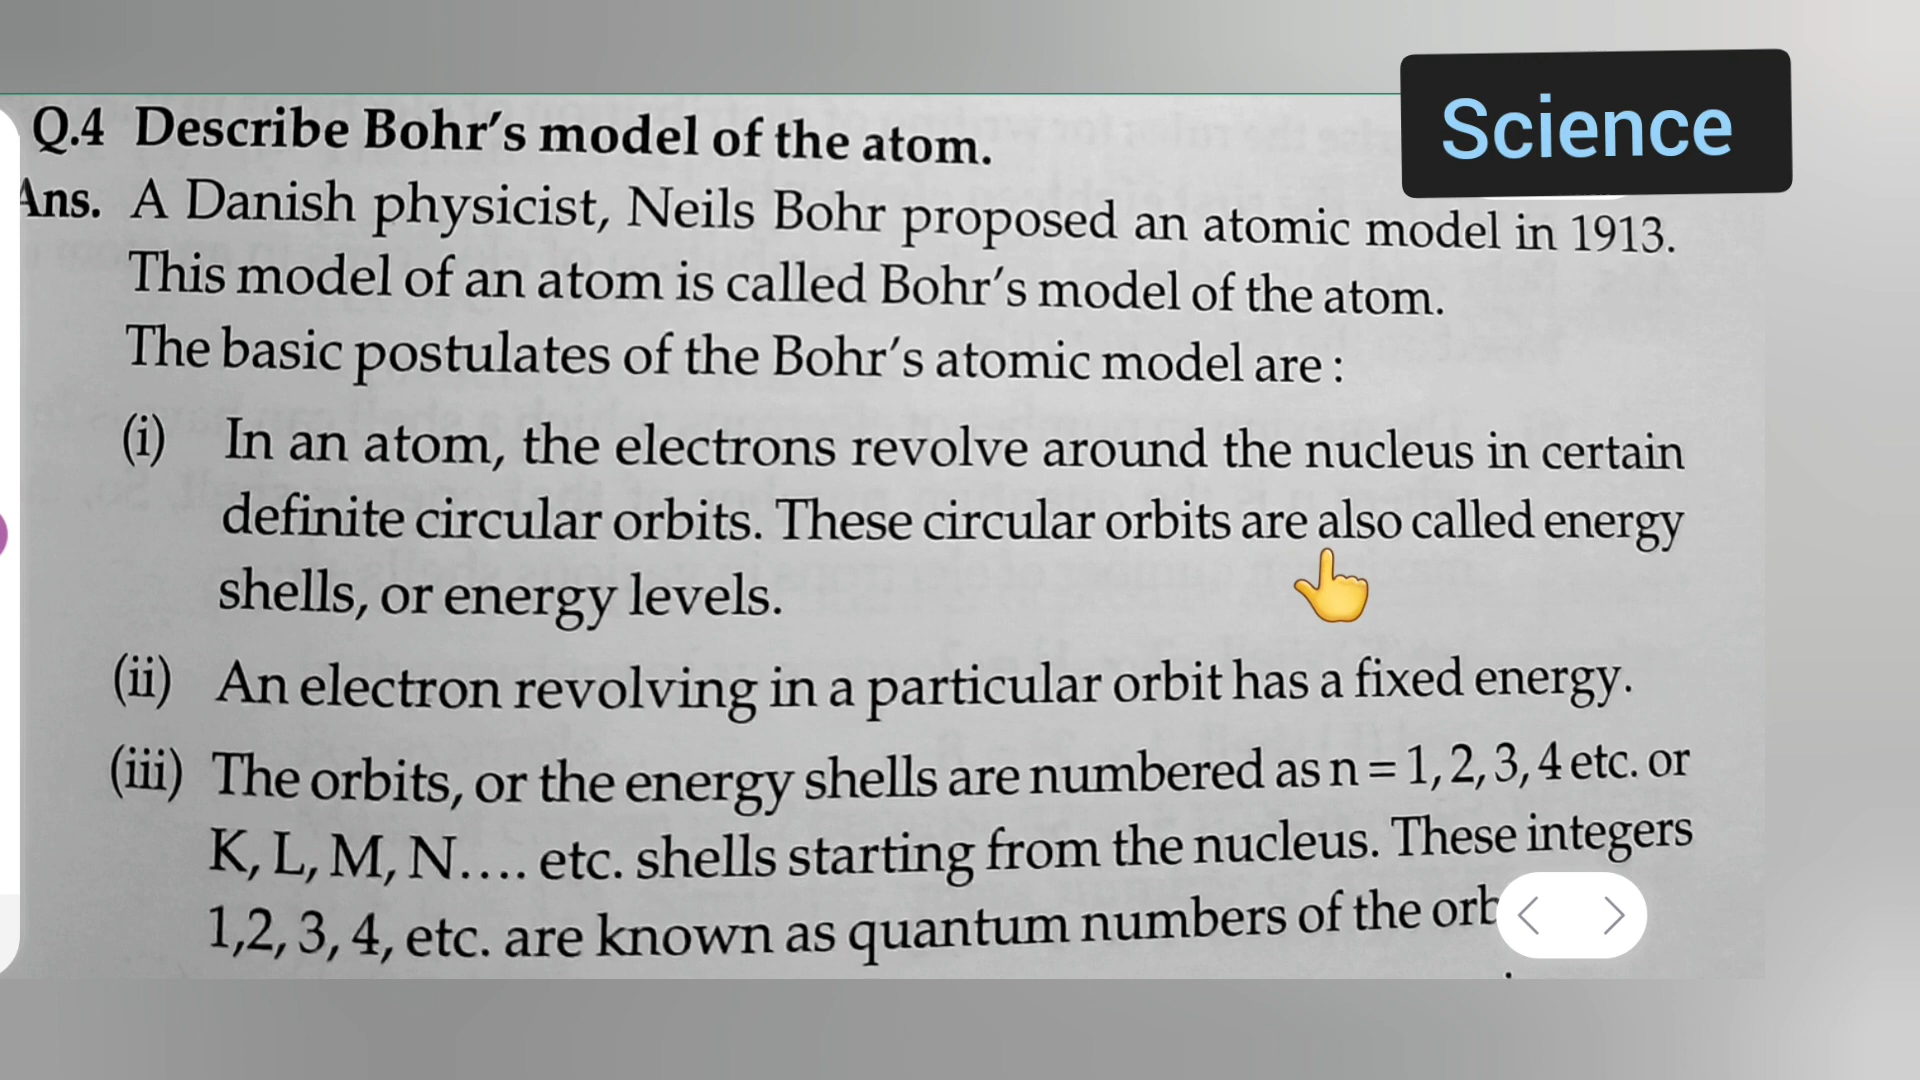 Science
Q.4 Describe Bohr's model of the atom.
Ans. A Danish physicist, Neils Bohr proposed an atomic model in 1913.
This model of an atom is called Bohr's model of the atom.
The basic postulates of the Bohr's atomic model are :
(i) In an atom, the electrons revolve around the nucleus in certain
definite circular orbits. These circular orbits are also called energy
shells, or energy levels.
(ii) An electron revolving in a particular orbit has a fixed energy.
(iii) The orbits, or the energy shells are numbered as n = 1, 2, 3, 4 etc. or
K, L, M, N.... etc. shells starting from the nucleus. These integers
1,2, 3, 4, etc. are known as quantum numbers of the